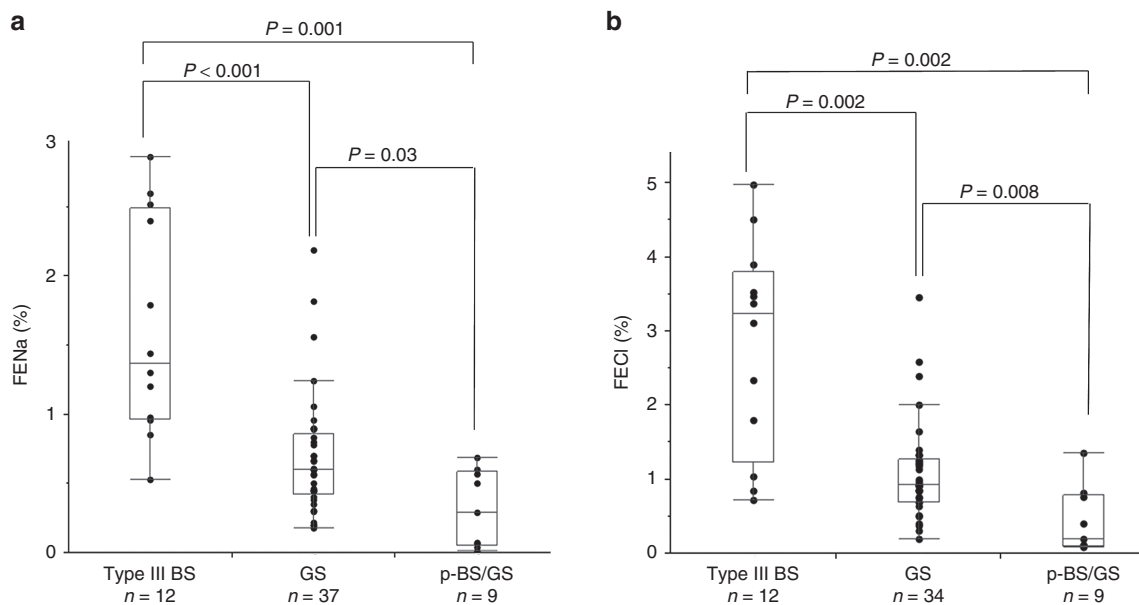 a
P = 0.001
P < 0.001
P = 0.03
3
2
1
0
FENa (%)
Type III BS
n = 12
GS
n = 37
p-BS/GS
n = 9
b
P = 0.002
P = 0.002
P = 0.008
5
4
3
2
1
0
FECl (%)
Type III BS
n = 12
GS
n = 34
p-BS/GS
n = 9